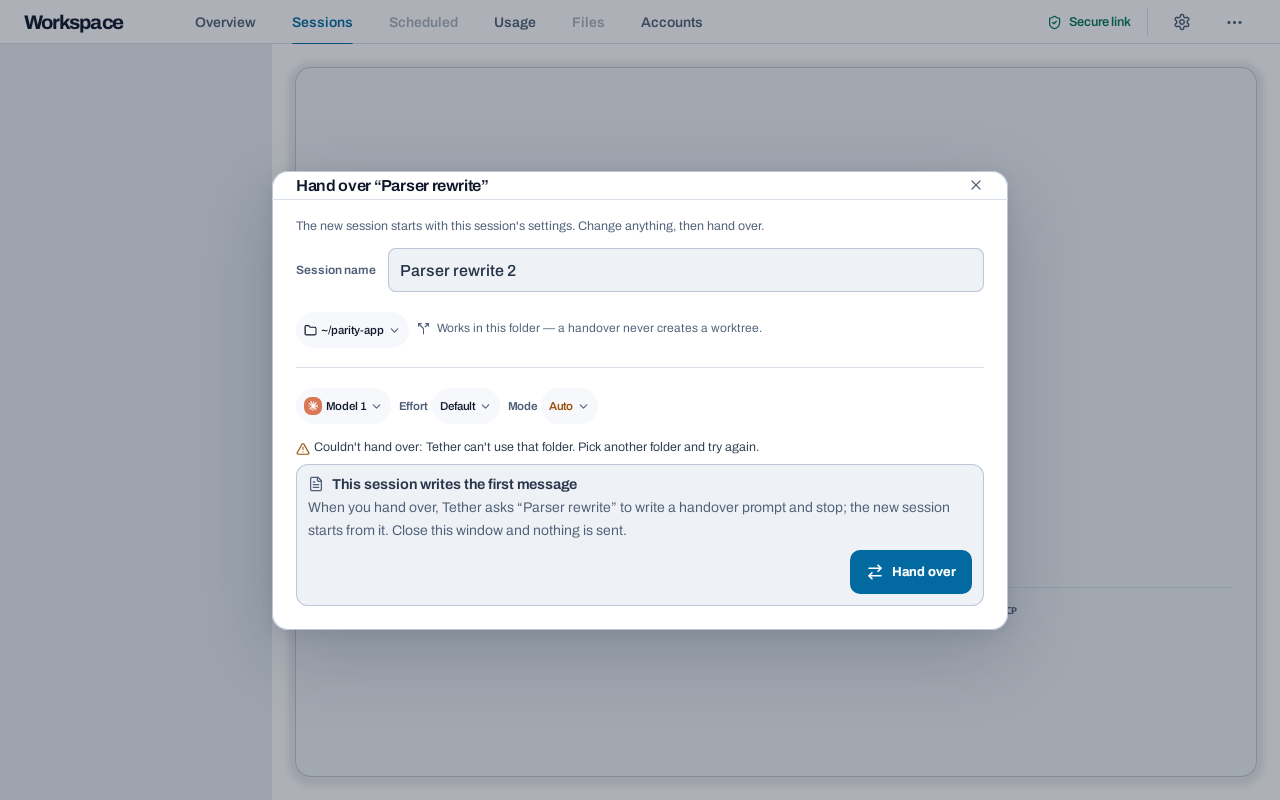 Workspace
Overview
Sessions
Scheduled
Usage
Files
Accounts
Secure link
Hand over “Parser rewrite”
The new session starts with this session's settings. Change anything, then hand over.
Session name
Parser rewrite 2
~/parity-app
Works in this folder — a handover never creates a worktree.
Model 1
Effort
Default
Mode
Auto
Couldn't hand over: Tether can't use that folder. Pick another folder and try again.
This session writes the first message
When you hand over, Tether asks “Parser rewrite” to write a handover prompt and stop; the new session
starts from it. Close this window and nothing is sent.
Hand over